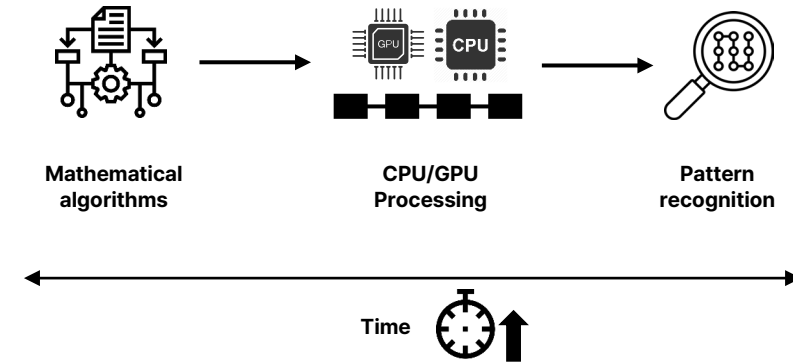 GPU
CPU
Mathematical
algorithms
CPU/GPU
Processing
Pattern
recognition
Time